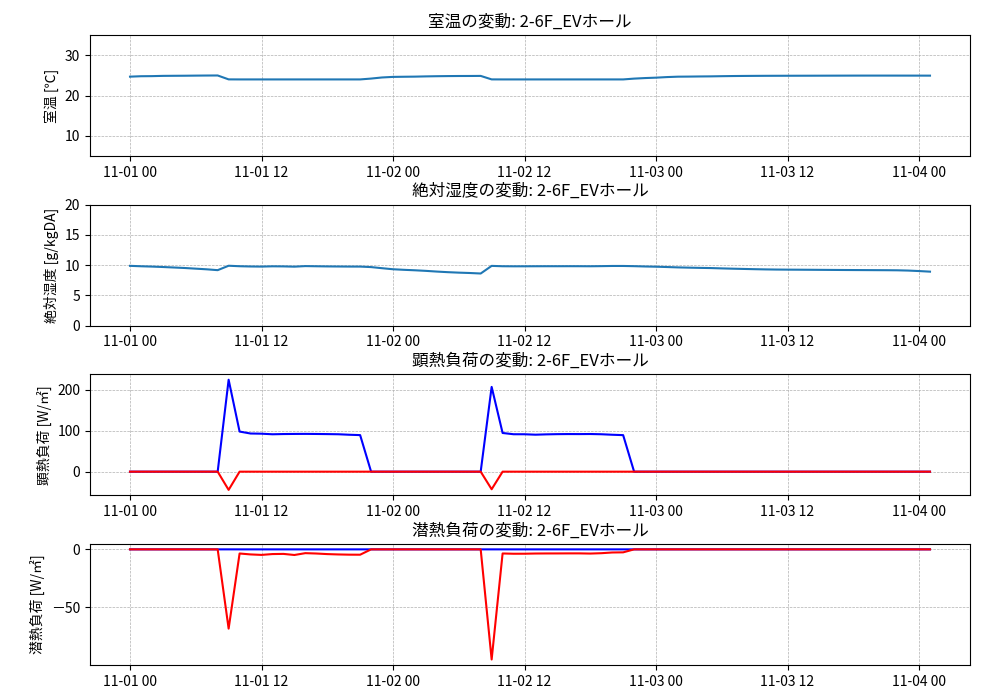 室温の変動: 2-6F_EVホール
30
20
10
室温 [℃]
11-01 00 11-01 12 11-02 00 11-02 12 11-03 00 11-03 12 11-04 00
絶対湿度の変動: 2-6F_EVホール
20
15
10
5
0
絶対湿度 [g/kgDA]
11-01 00 11-01 12 11-02 00 11-02 12 11-03 00 11-03 12 11-04 00
顕熱負荷の変動: 2-6F_EVホール
200
100
0
顕熱負荷 [W/㎡]
11-01 00 11-01 12 11-02 00 11-02 12 11-03 00 11-03 12 11-04 00
潜熱負荷の変動: 2-6F_EVホール
0
−50
潜熱負荷 [W/㎡]
11-01 00 11-01 12 11-02 00 11-02 12 11-03 00 11-03 12 11-04 00